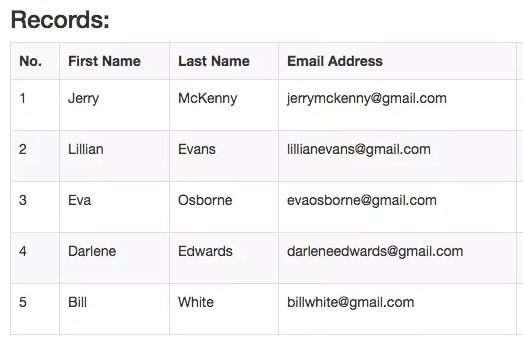 Records:
No. First Name Last Name Email Address
1 Jerry McKenny jerrymckenny@gmail.com
2 Lillian Evans lillianevans@gmail.com
3 Eva Osborne evaosborne@gmail.com
4 Darlene Edwards darleneedwards@gmail.com
5 Bill White billwhite@gmail.com